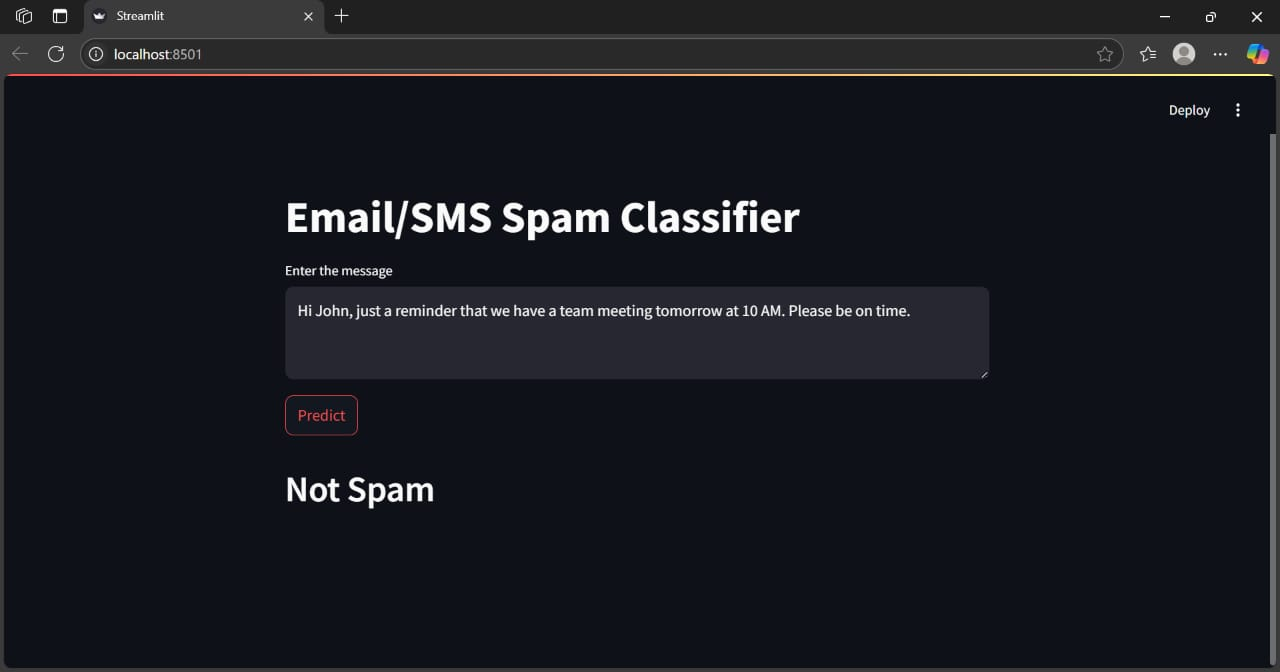 Streamlit
localhost:8501
Deploy
Email/SMS Spam Classifier
Enter the message
Hi John, just a reminder that we have a team meeting tomorrow at 10 AM. Please be on time.
Predict
Not Spam